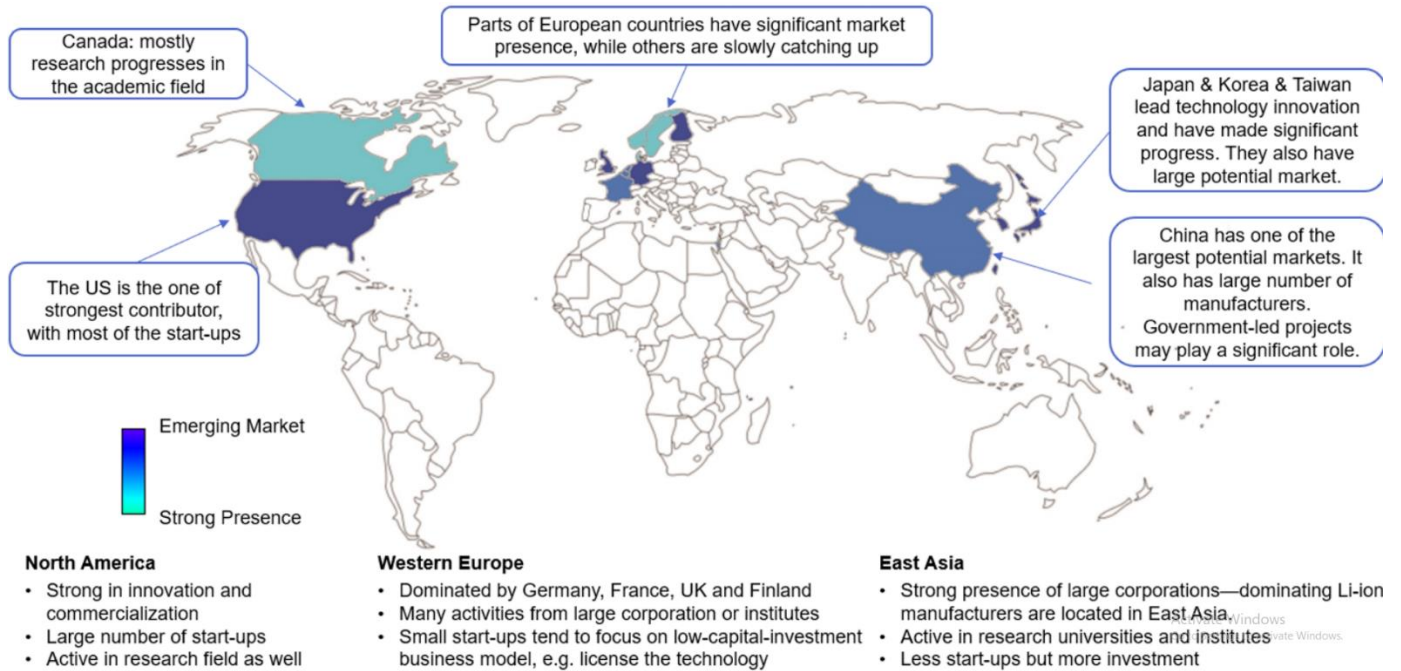 Parts of European countries have significant market
presence, while others are slowly catching up
Canada: mostly
research progresses in
the academic field
Japan & Korea & Taiwan
lead technology innovation
and have made significant
progress. They also have
large potential market.
China has one of the
largest potential markets. It
also has large number of
manufacturers.
Government-led projects
may play a significant role.
The US is the one of
strongest contributor,
with most of the start-ups
Emerging Market
Strong Presence
North America
• Strong in innovation and
commercialization
• Large number of start-ups
• Active in research field as well
Western Europe
• Dominated by Germany, France, UK and Finland
• Many activities from large corporation or institutes
• Small start-ups tend to focus on low-capital-investment
business model, e.g. license the technology
East Asia
• Strong presence of large corporations—dominating Li-ion
manufacturers are located in East Asia.
• Active in research universities and institutes
• Less start-ups but more investment
Activate Windows
vate Windows.